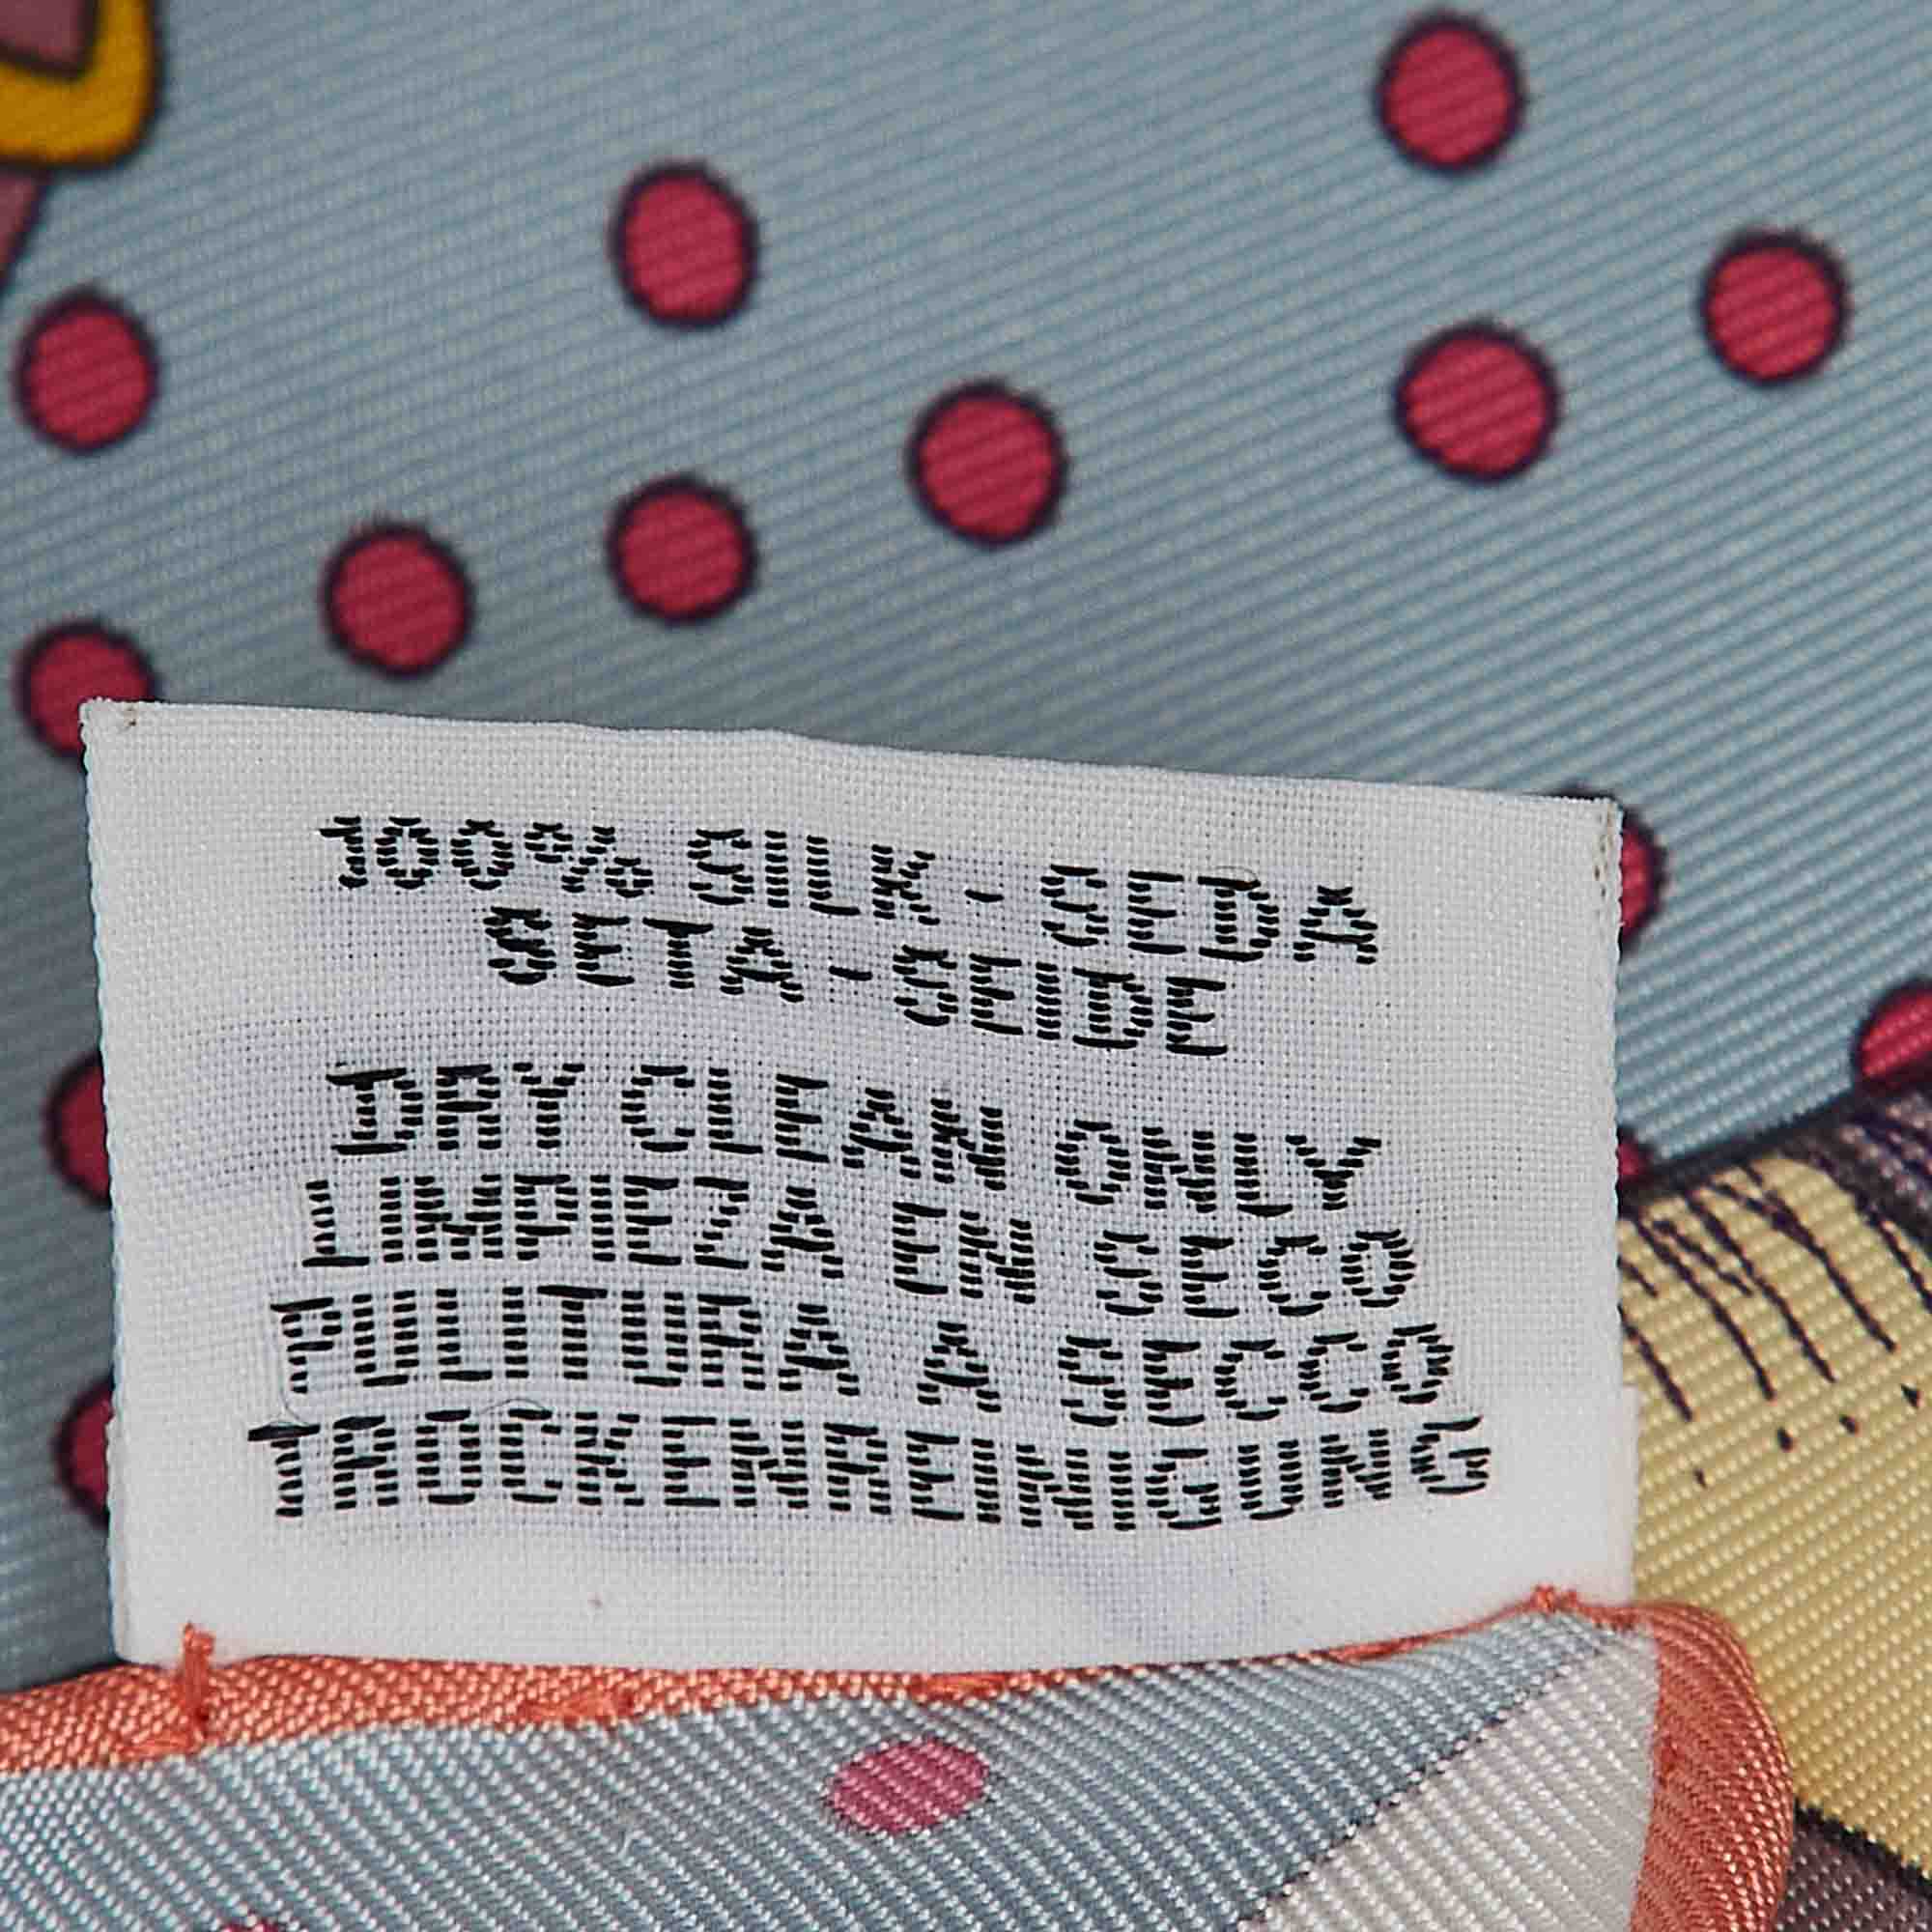 100% SILK - SEDA
SETA - SEIDE
DRY CLEAN ONLY
LIMPIEZA EN SECO
PULITURA A SECCO
TROCKENREINIGUNG